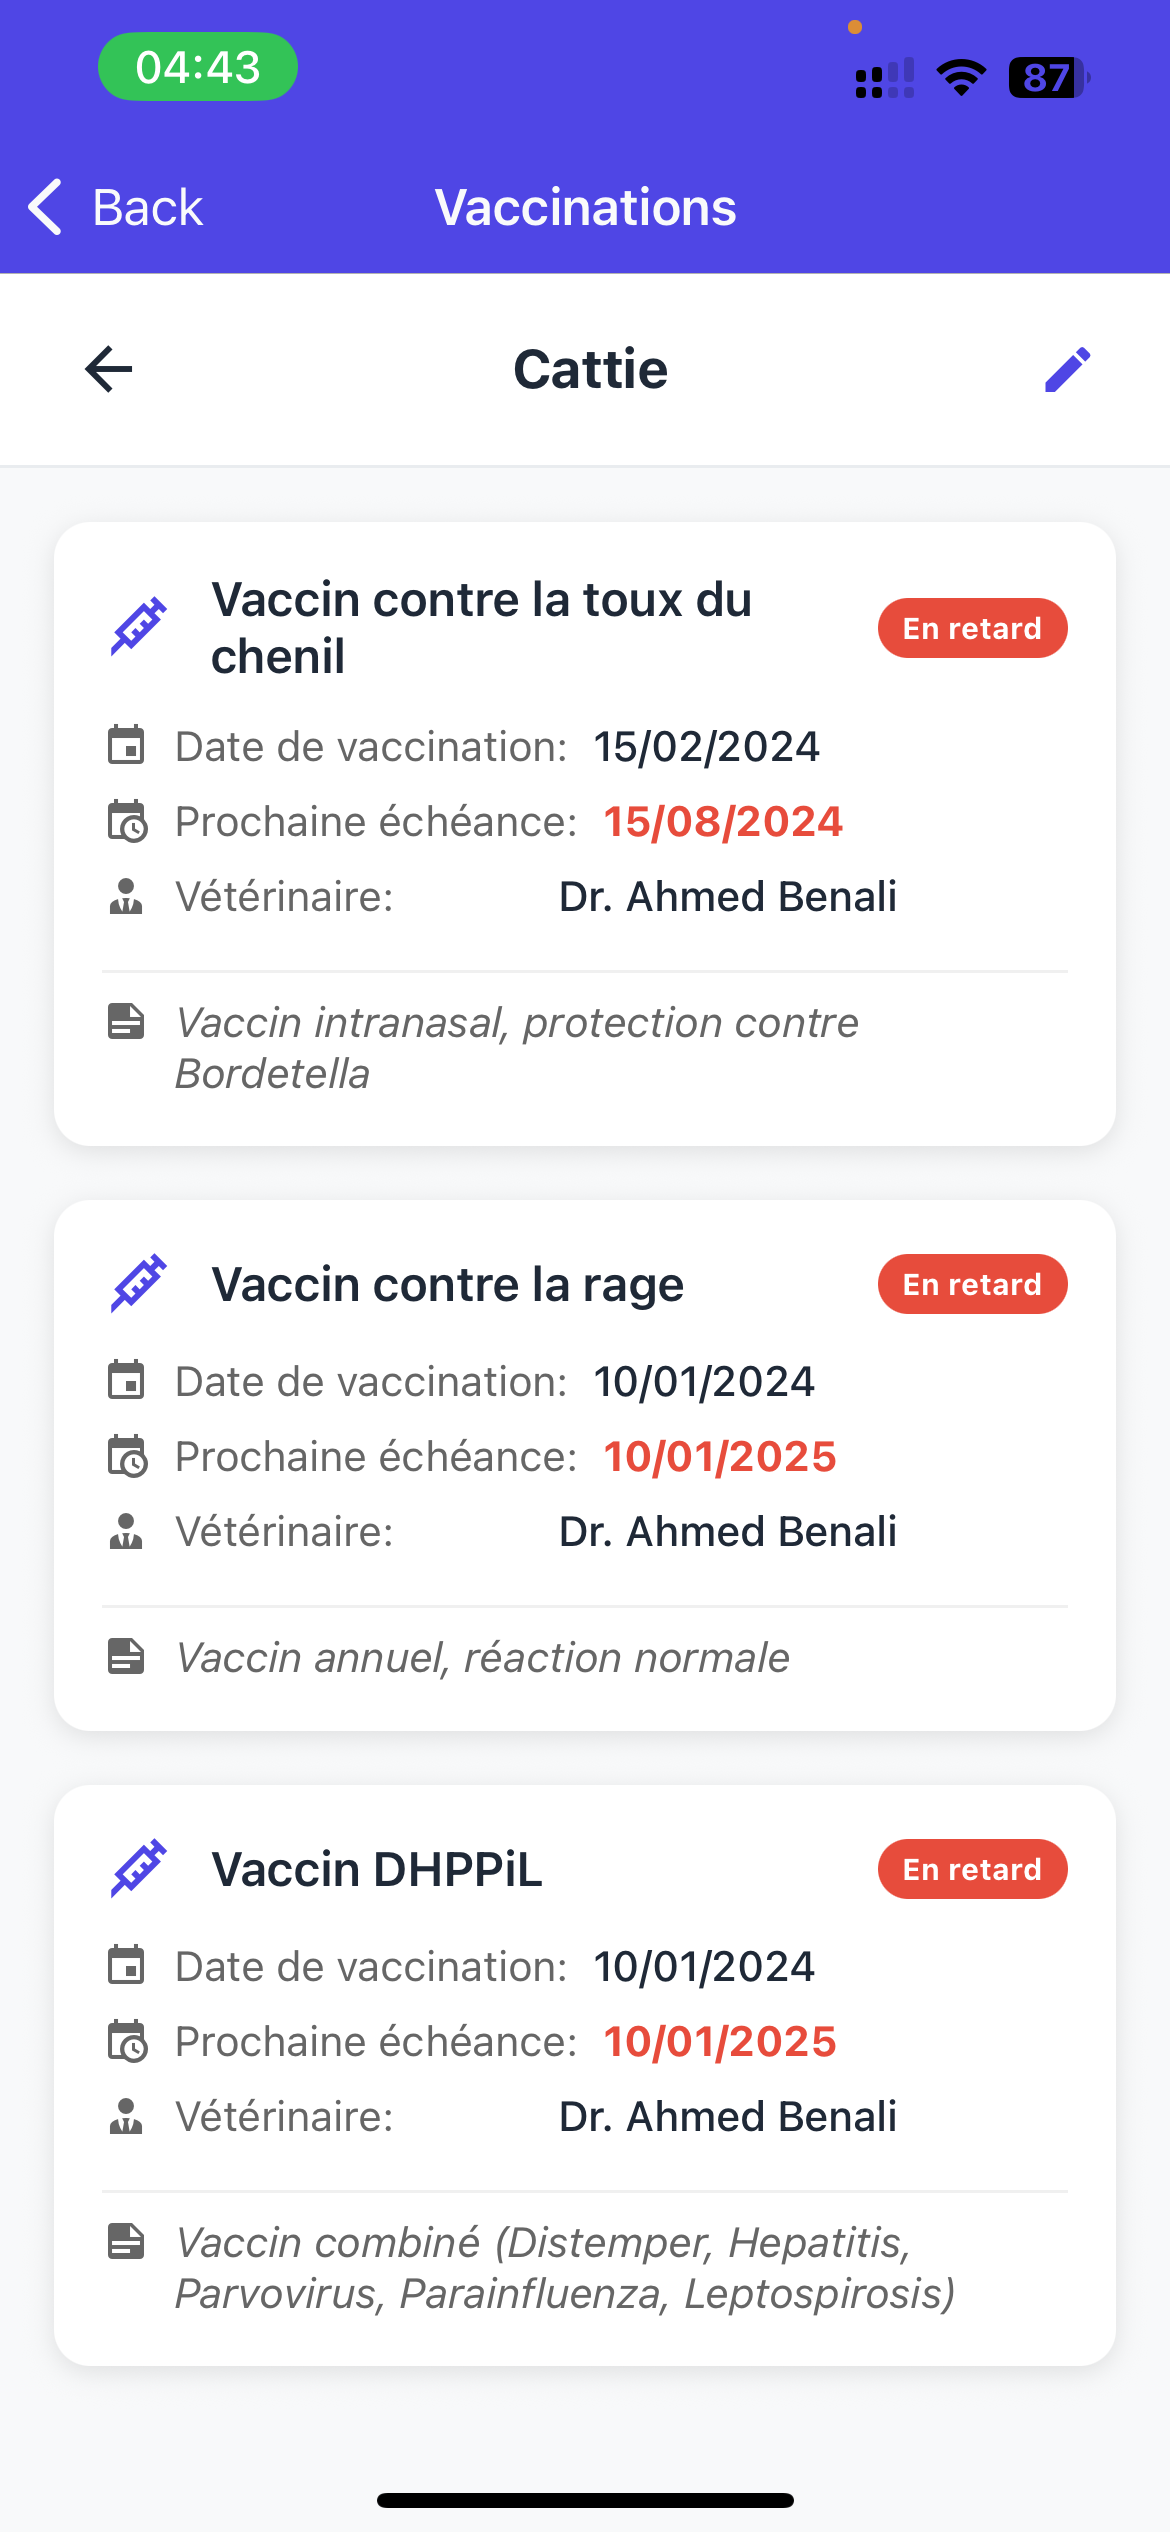 04:43
87
Back
Vaccinations
Cattie
Vaccin contre la toux du
chenil
En retard
Date de vaccination: 15/02/2024
Prochaine échéance: 15/08/2024
Vétérinaire: Dr. Ahmed Benali
Vaccin intranasal, protection contre
Bordetella
Vaccin contre la rage
En retard
Date de vaccination: 10/01/2024
Prochaine échéance: 10/01/2025
Vétérinaire: Dr. Ahmed Benali
Vaccin annuel, réaction normale
Vaccin DHPPiL
En retard
Date de vaccination: 10/01/2024
Prochaine échéance: 10/01/2025
Vétérinaire: Dr. Ahmed Benali
Vaccin combiné (Distemper, Hepatitis,
Parvovirus, Parainfluenza, Leptospirosis)